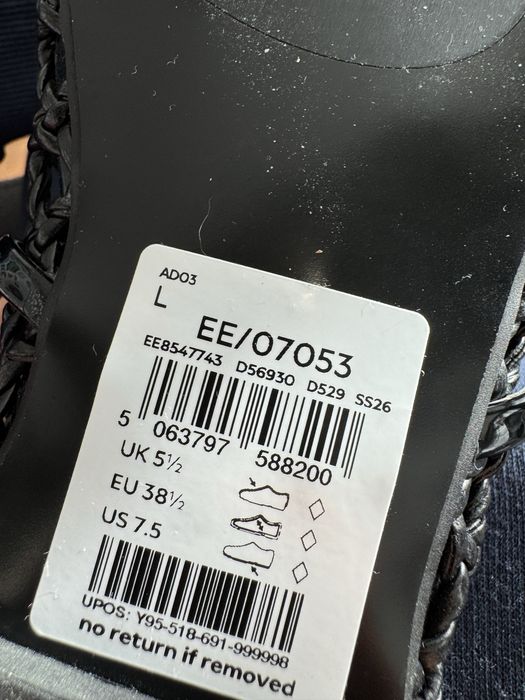 AD03
L
EE/07053
EE8547743 D56930 D529 SS26
5 063797 588200
UK 5½
EU 38½
US 7.5
UPOS: Y95-518-691-999998
no return if removed